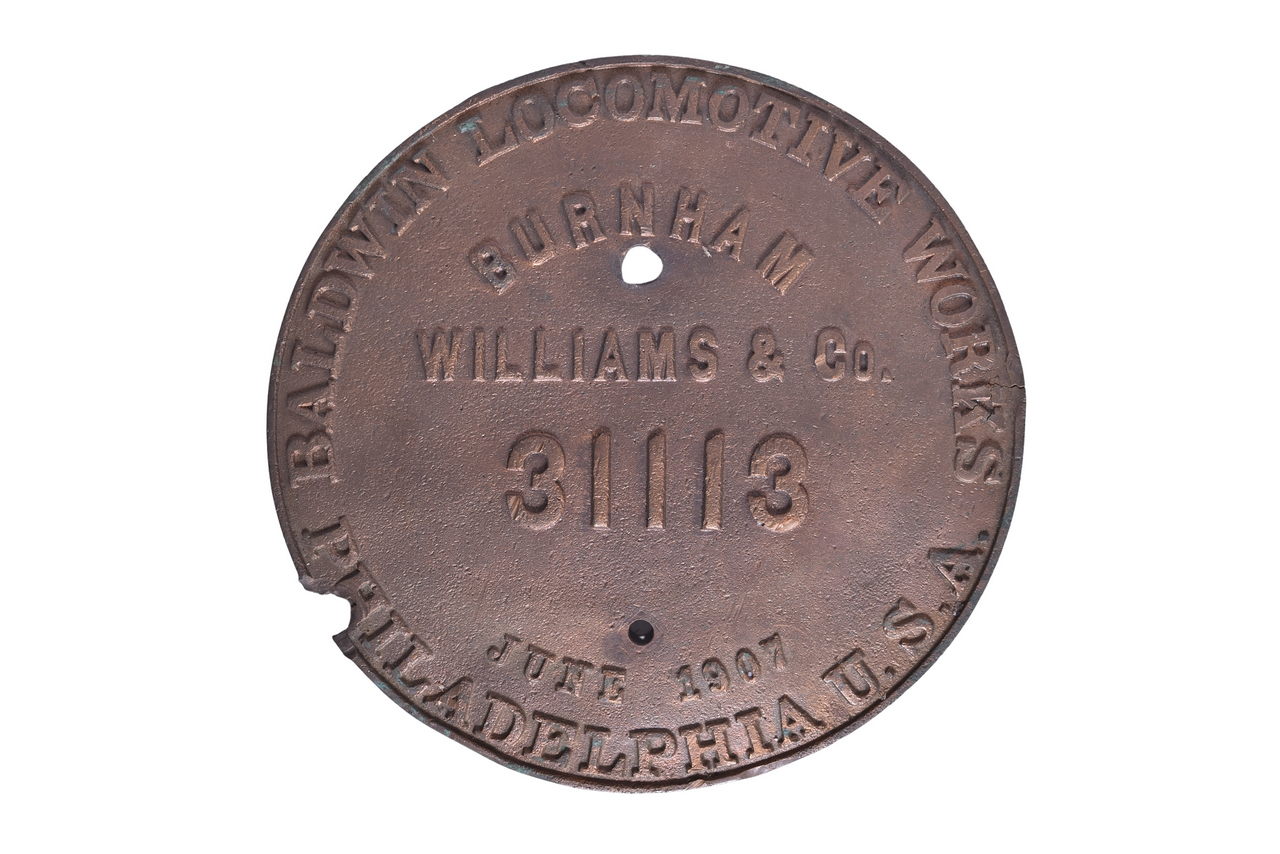 BALDWIN LOCOMOTIVE WORKS
BURNHAM
WILLIAMS & Co.
31113
JUNE 1907
PHILADELPHIA U.S.A.